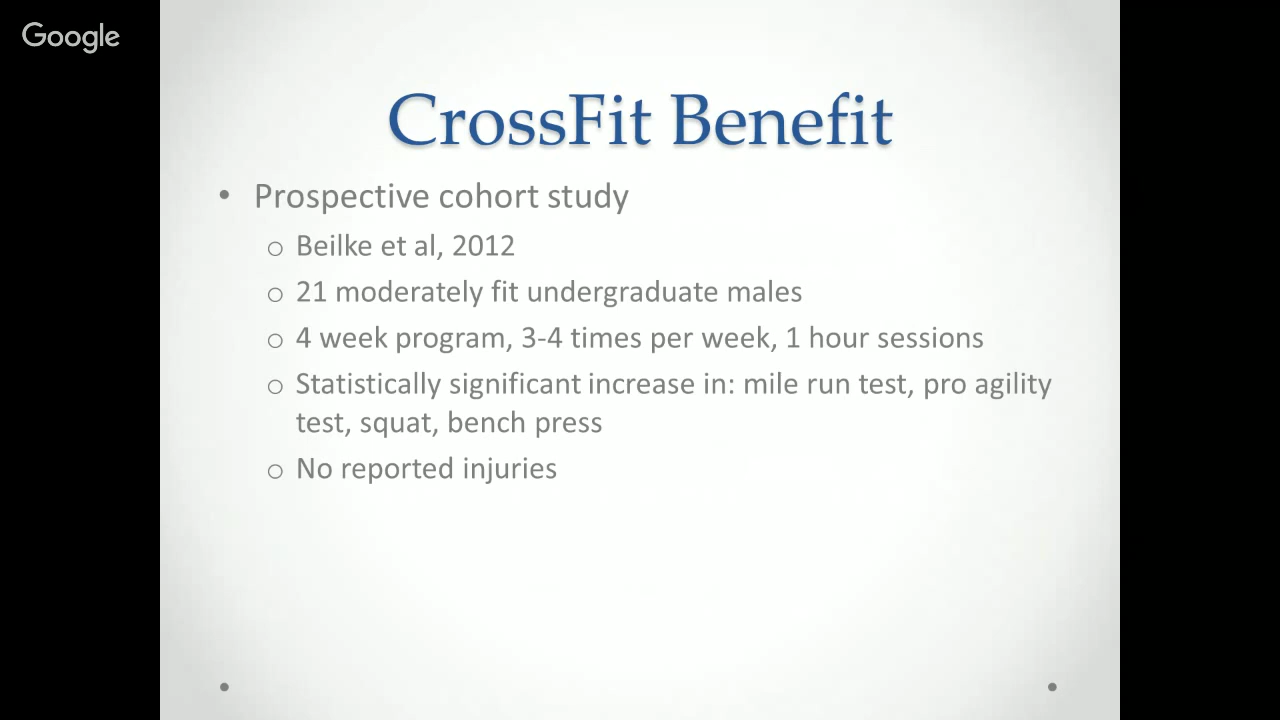 Google
CrossFit Benefit
• Prospective cohort study
o Beilke et al, 2012
o 21 moderately fit undergraduate males
o 4 week program, 3-4 times per week, 1 hour sessions
o Statistically significant increase in: mile run test, pro agility
test, squat, bench press
o No reported injuries